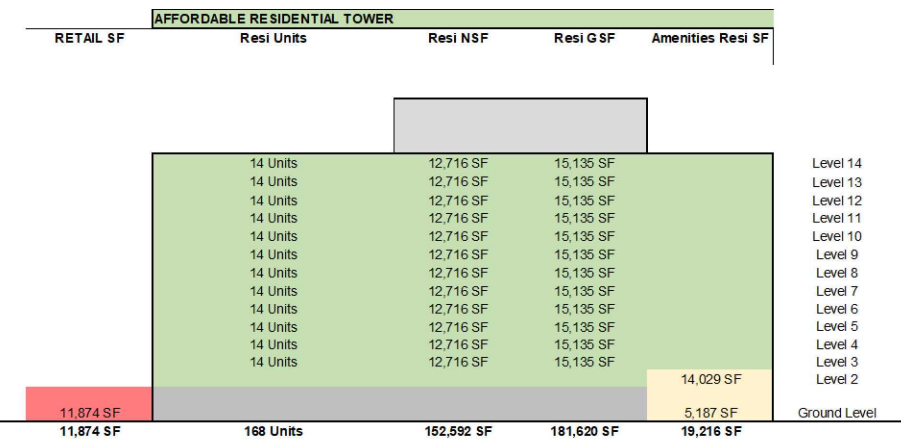 AFFORDABLE RESIDENTIAL TOWER
RETAIL SF Resi Units Resi NSF Resi GSF Amenities Resi SF
14 Units 12,716 SF 15,135 SF Level 14
14 Units 12,716 SF 15,135 SF Level 13
14 Units 12,716 SF 15,135 SF Level 12
14 Units 12,716 SF 15,135 SF Level 11
14 Units 12,716 SF 15,135 SF Level 10
14 Units 12,716 SF 15,135 SF Level 9
14 Units 12,716 SF 15,135 SF Level 8
14 Units 12,716 SF 15,135 SF Level 7
14 Units 12,716 SF 15,135 SF Level 6
14 Units 12,716 SF 15,135 SF Level 5
14 Units 12,716 SF 15,135 SF Level 4
14 Units 12,716 SF 15,135 SF Level 3
14,029 SF Level 2
11,874 SF 5,187 SF Ground Level
11,874 SF 168 Units 152,592 SF 181,620 SF 19,216 SF